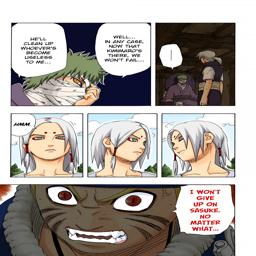 HE'LL
CLEAN UP
WHOEVER'S
BECOME
USELESS
TO ME...
WELL...
IN ANY CASE,
NOW THAT
KIMIMARO'S
THERE, WE
WON'T FAIL...
HMM.
I WON'T
GIVE UP
ON SASUKE.
NO
MATTER
WHAT...